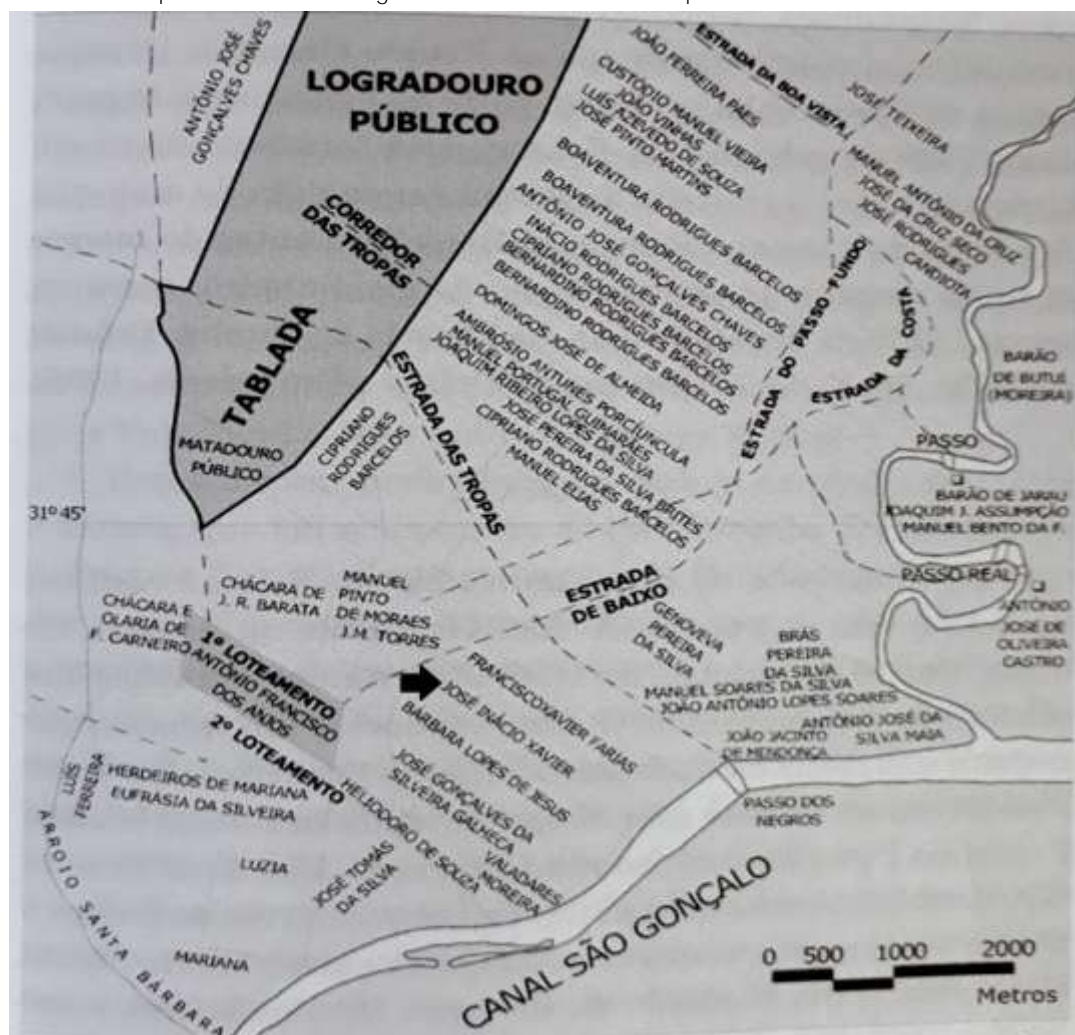 ANTÔNIO JOSÉ
GONÇALVES CHAVES
LOGRADOURO
PÚBLICO
CORREDOR
DAS TROPAS
TABLADA
MATADOURO
PÚBLICO
31º 45'
CIPRIANO
RODRIGUES
BARCELOS
ESTRADA DAS TROPAS
ESTRADA DA BOA VISTA
JOÃO FERREIRA PAES
CUSTÓDIO MANUEL VIEIRA
JOÃO VINHAS
LUÍS AZEVEDO DE SOUZA
JOSÉ PINTO MARTINS
BOAVENTURA RODRIGUES BARCELOS
BOAVENTURA RODRIGUES BARCELOS
ANTÔNIO JOSÉ GONÇALVES CHAVES
INÁCIO RODRIGUES BARCELOS
CIPRIANO RODRIGUES BARCELOS
BERNARDINO RODRIGUES BARCELOS
BERNARDINO RODRIGUES BARCELOS
DOMINGOS JOSÉ DE ALMEIDA
AMBRÓSIO ANTUNES PORCIÚNCULA
MANUEL PORTUGAL GUIMARÃES
JOAQUIM RIBEIRO LOPES DA SILVA
JOSÉ PEREIRA DA SILVA BRITES
CIPRIANO RODRIGUES BARCELOS
MANUEL ELIAS
JOSÉ TEIXEIRA
MANUEL ANTÔNIO DA CRUZ
JOSÉ DA CRUZ SECO
JOSÉ RODRIGUES
CANDIOTA
ESTRADA DO PASSO FUNDO
ESTRADA DA COSTA
BARÃO
DE BUTUÍ
(MOREIRA)
PASSO
BARÃO DE JARAU
JOAQUIM J. ASSUMPÇÃO
MANUEL BENTO DA F.
PASSO REAL
ANTÔNIO
JOSÉ DE
OLIVEIRA
CASTRO
ESTRADA
DE BAIXO
GENOVEVA
PEREIRA
DA SILVA
BRÁS
PEREIRA
DA SILVA
MANUEL SOARES DA SILVA
JOÃO ANTÔNIO LOPES SOARES
ANTÔNIO JOSÉ DA
SILVA MAIA
JOÃO JACINTO
DE MENDONÇA
CHÁCARA DE
J. R. BARATA
MANUEL
PINTO
DE MORAES
J.M. TORRES
CHÁCARA E
OLARIA DE
F. CARNEIRO
1º LOTEAMENTO
ANTÔNIO FRANCISCO
DOS ANJOS
2º LOTEAMENTO
FRANCISCO XAVIER FARIAS
JOSÉ INÁCIO XAVIER
BÁRBARA LOPES DE JESUS
JOSÉ GONÇALVES DA
SILVEIRA GALHECA
VALADARES
MOREIRA
HELIODORO DE SOUZA
JOSÉ TOMÁS
DA SILVA
LUÍS
FERREIRA
HERDEIROS DE MARIANA
EUFRÁSIA DA SILVEIRA
LUZIA
MARIANA
ARROIO SANTA BÁRBARA
PASSO DOS
NEGROS
CANAL SÃO GONÇALO
0 500 1000 2000
Metros